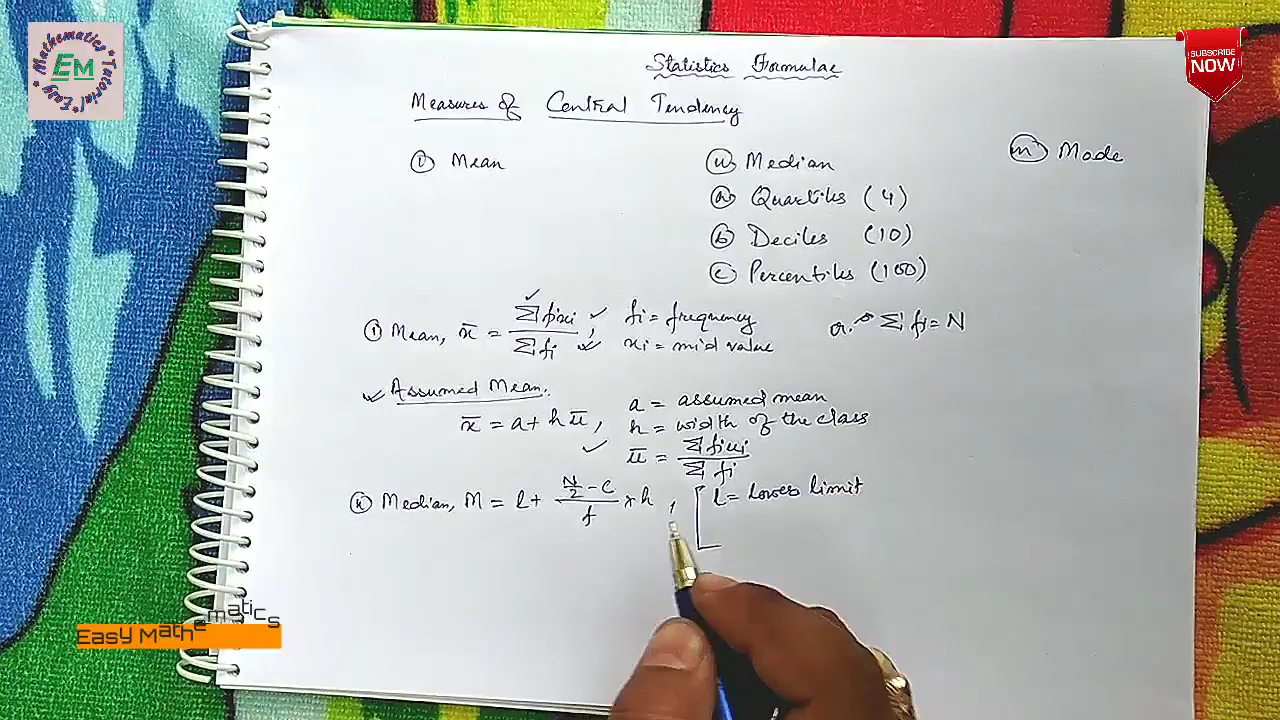 Mathematics Tutorial Easy
EM
SUBSCRIBE
NOW
Statistics Formulae
Measures of Central Tendency
(i) Mean
(ii) Median
(iii) Mode
(a) Quartiles (4)
(b) Deciles (10)
(c) Percentiles (100)
(i) Mean, x̄ = Σfixi / Σfi, fi = frequency
xi = mid value
or Σfi = N
Assumed Mean.
x̄ = a + hū, a = assumed mean
h = width of the class
ū = Σfiui / Σfi
(ii) Median, M = l + (N/2 - C)/f × h, [ l = lower limit
Easy Mathematics